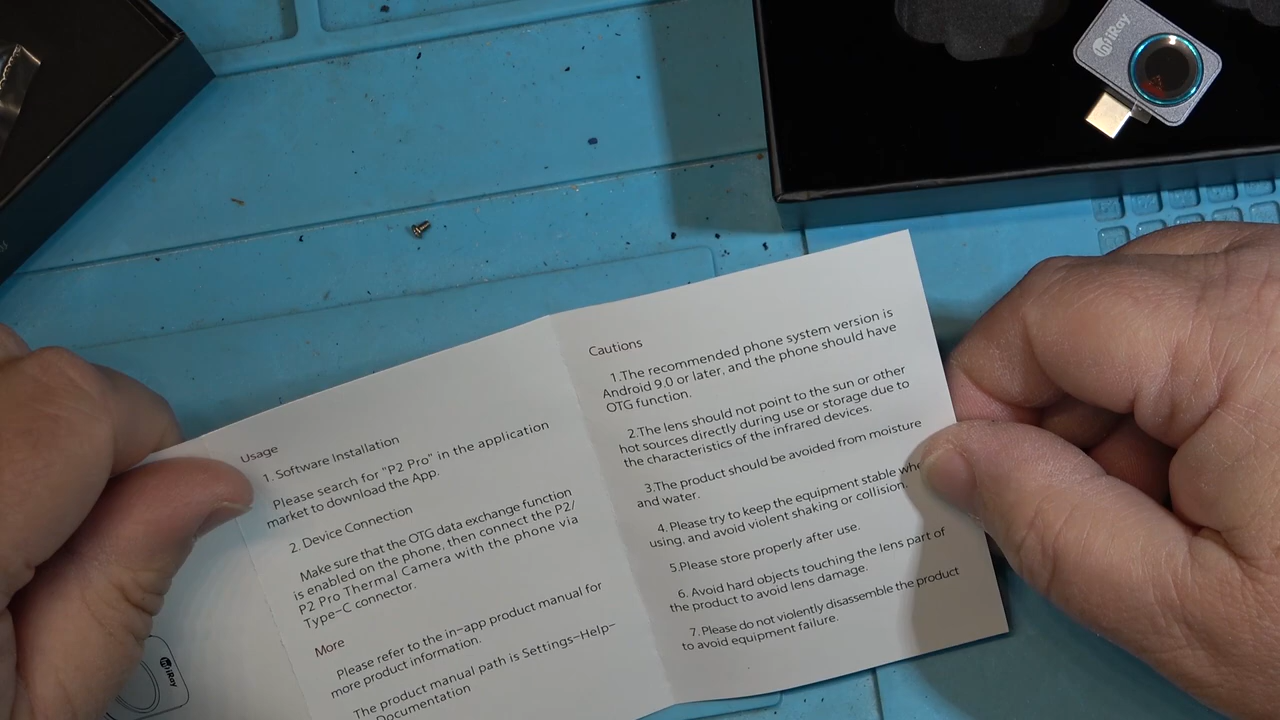 iRay
Usage
1. Software Installation
Please search for "P2 Pro" in the application
market to download the App.
2. Device Connection
Make sure that the OTG data exchange function
is enabled on the phone, then connect the P2/
P2 Pro Thermal Camera with the phone via
Type-C connector.
More
Please refer to the in-app product manual for
more product information.
The product manual path is Settings-Help-
Documentation
iRay
Cautions
1.The recommended phone system version is
Android 9.0 or later, and the phone should have
OTG function.
2.The lens should not point to the sun or other
hot sources directly during use or storage due to
the characteristics of the infrared devices.
3.The product should be avoided from moisture
and water.
4.Please try to keep the equipment stable
using, and avoid violent shaking or collision.
5.Please store properly after use.
6. Avoid hard objects touching the lens part of
the product to avoid lens damage.
7.Please do not violently disassemble the product
to avoid equipment failure.